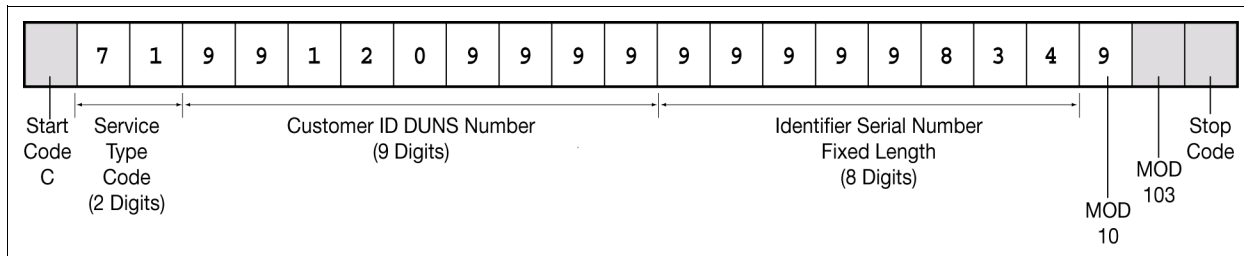 7 1 9 9 1 2 0 9 9 9 9 9 9 9 9 9 8 3 4 9
Start Code C
Service Type Code (2 Digits)
Customer ID DUNS Number
(9 Digits)
Identifier Serial Number
Fixed Length
(8 Digits)
MOD 10
MOD 103
Stop Code